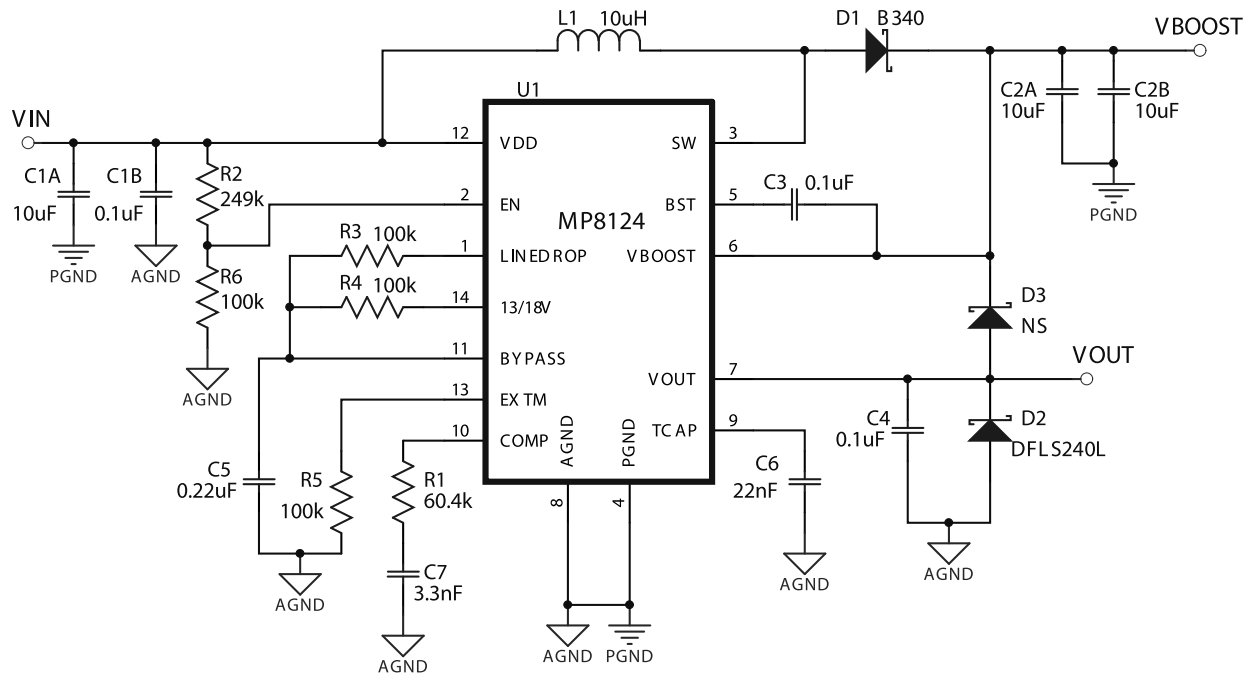 L1 10uH
D1 B340
VBOOST
C2A
10uF
C2B
10uF
PGND
U1
VIN
C1A
10uF
PGND
C1B
0.1uF
AGND
R2
249k
R6
100k
AGND
12 VDD
2 EN
1 LINEDROP
14 13/18V
11 BYPASS
13 EXTM
10 COMP
MP8124
SW 3
BST 5
VBOOST 6
VOUT 7
TCAP 9
AGND
8
PGND
4
R3 100k
R4 100k
C3 0.1uF
D3
NS
VOUT
C4
0.1uF
D2
DFLS240L
AGND
C5
0.22uF
R5
100k
AGND
R1
60.4k
C7
3.3nF
AGND
C6
22nF
AGND
AGND
PGND